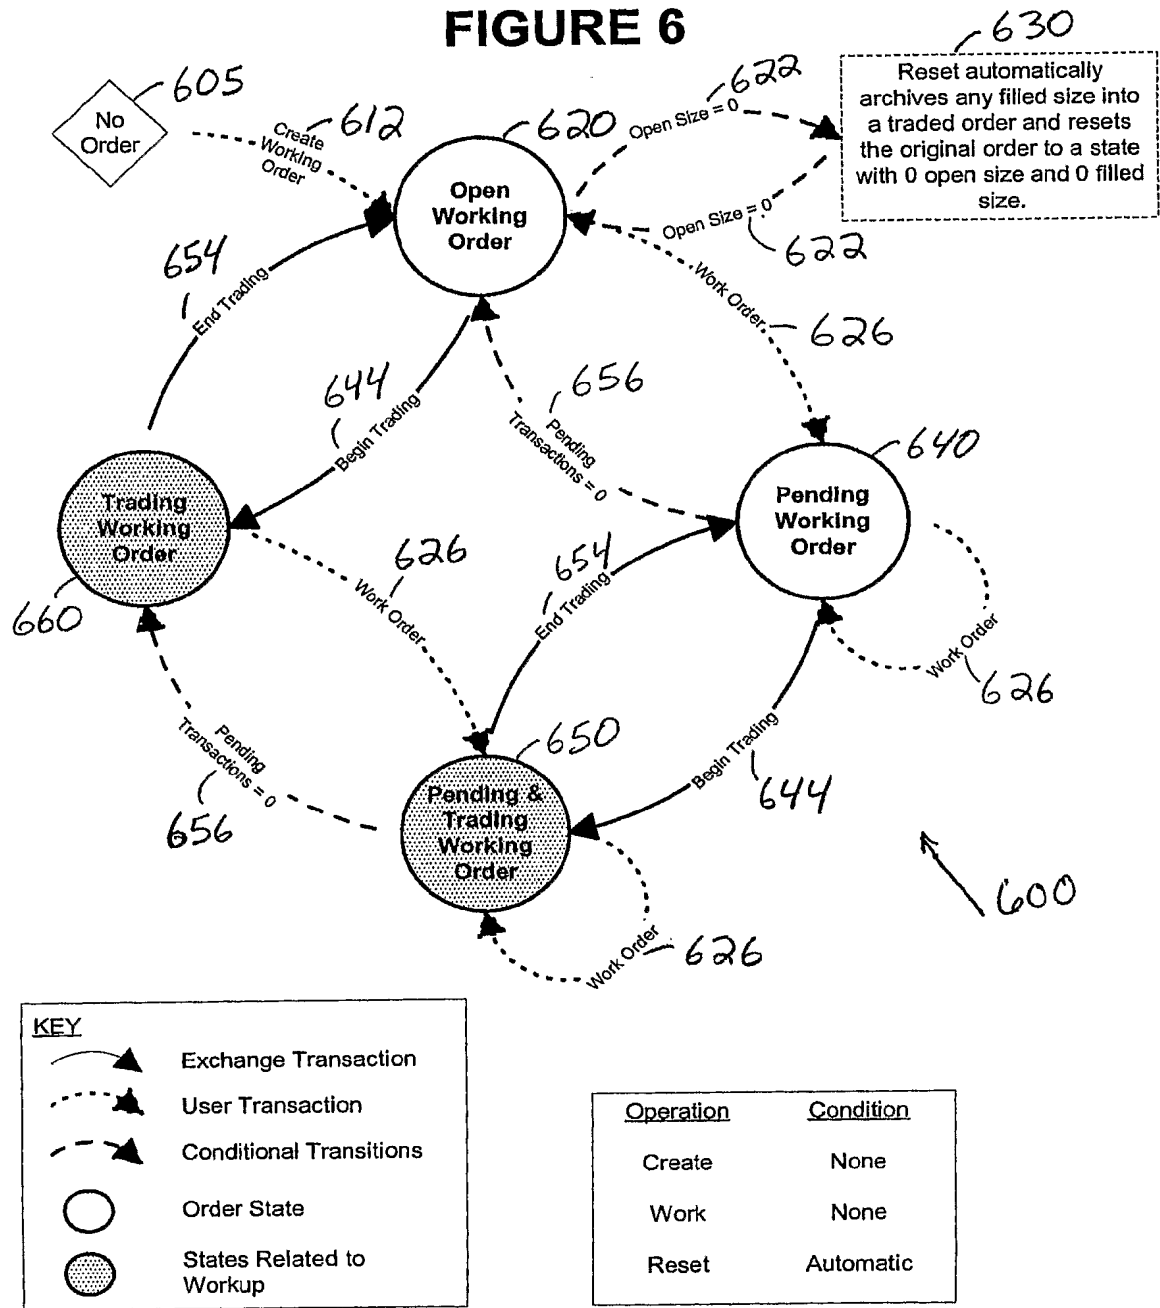 FIGURE 6
630
605
622
Reset automatically
archives any filled size into
a traded order and resets
the original order to a state
with 0 open size and 0 filled
size.
No
Order
612
Create
Working
Order
620
Open Size = 0
Open
Working
Order
Open Size = 0
622
654
End Trading
Work Order
626
644
Begin Trading
656
Pending
Transactions = 0
640
Pending
Working
Order
Trading
Working
Order
660
626
Work Order
654
End Trading
Work Order
626
650
Pending
Transactions = 0
656
Begin Trading
644
Pending &
Trading
Working
Order
600
Work Order
626
KEY
Exchange Transaction
User Transaction
Conditional Transitions
Order State
States Related to
Workup
Operation Condition
Create None
Work None
Reset Automatic